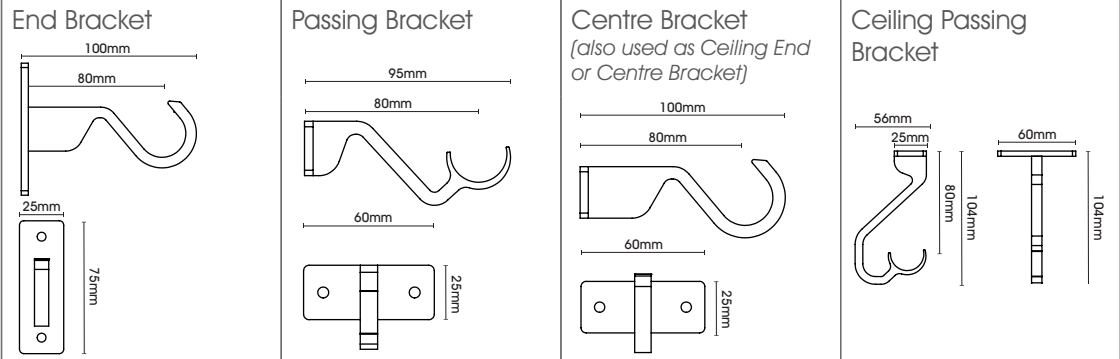 End Bracket
100mm
80mm
25mm
75mm
Passing Bracket
95mm
80mm
60mm
25mm
Centre Bracket
(also used as Ceiling End
or Centre Bracket)
100mm
80mm
60mm
25mm
Ceiling Passing
Bracket
56mm
25mm
80mm
104mm
60mm
104mm